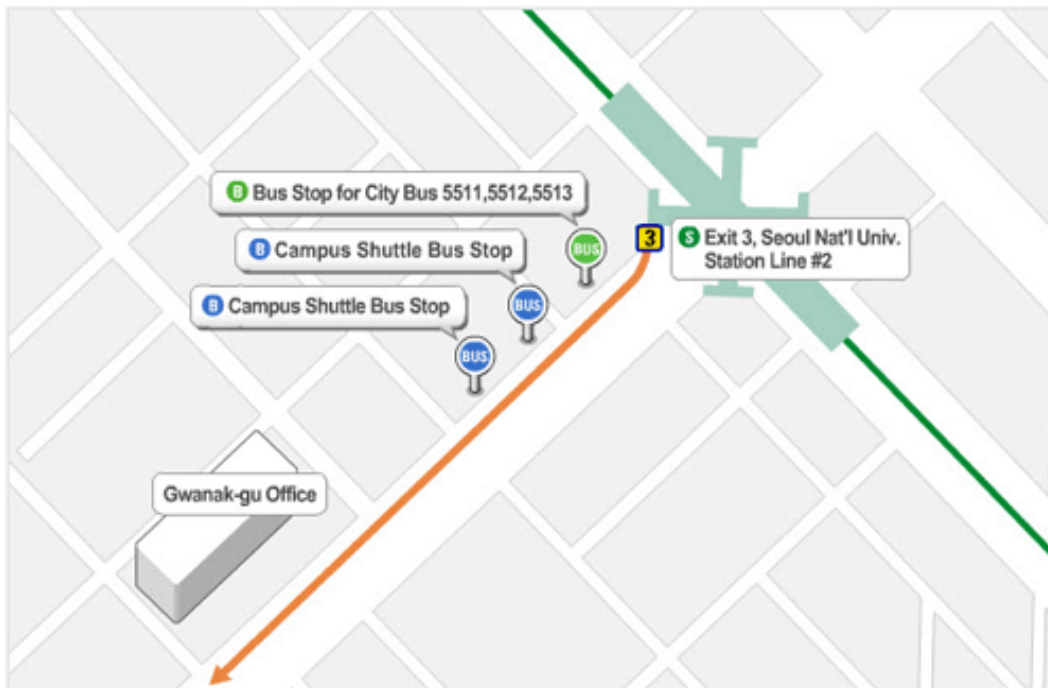 B Bus Stop for City Bus 5511,5512,5513
BUS
3
S Exit 3, Seoul Nat'l Univ.
Station Line #2
B Campus Shuttle Bus Stop
BUS
B Campus Shuttle Bus Stop
BUS
Gwanak-gu Office